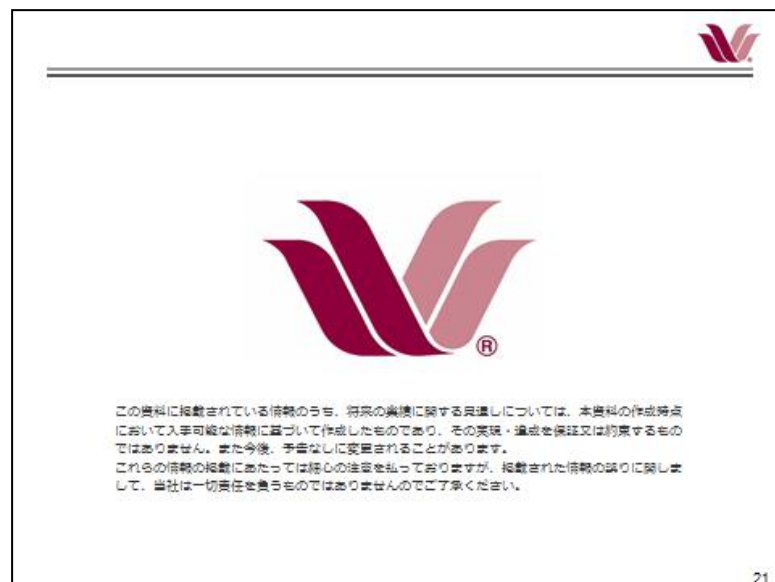 ®
この資料に掲載されている情報のうち、将来の業績に関する見通しについては、本資料の作成時点
において入手可能な情報に基づいて作成したものであり、その実現・達成を保証又は約束するもの
ではありません。また今後、予告なしに変更されることがあります。
これらの情報の掲載にあたっては細心の注意を払っておりますが、掲載された情報の誤りに関しま
して、当社は一切責任を負うものではありませんのでご了承ください。
21